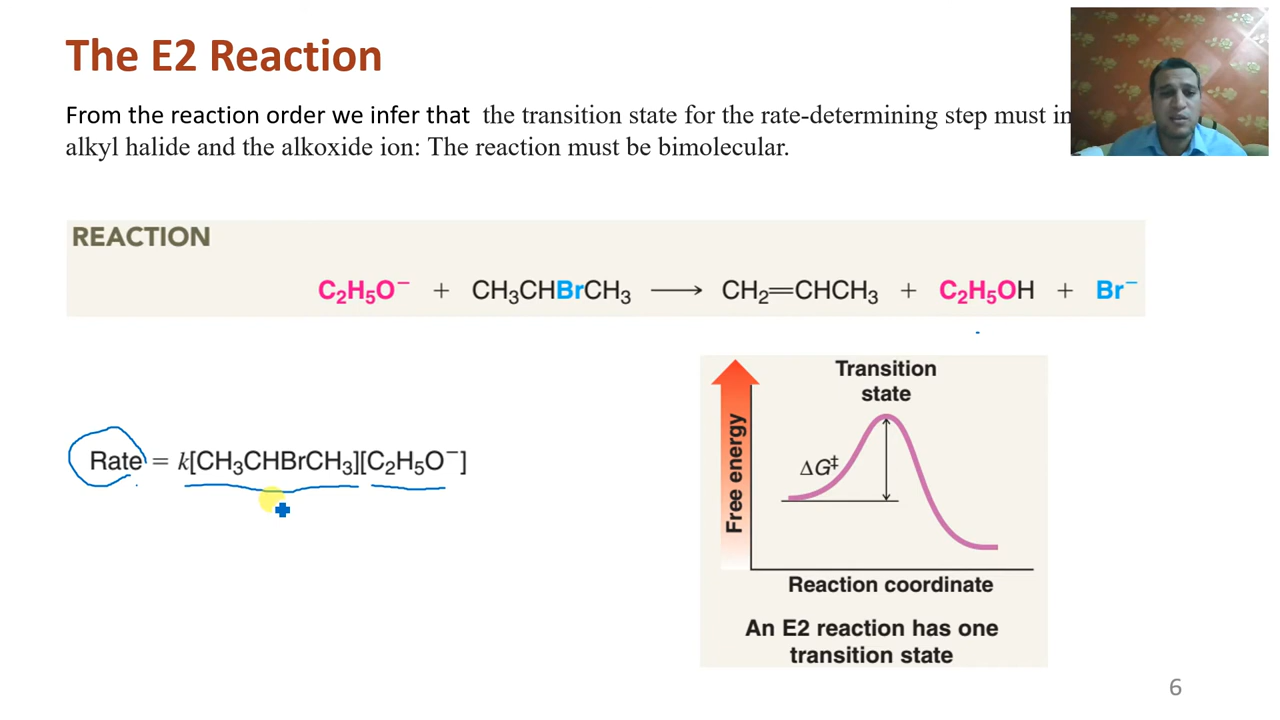 The E2 Reaction
From the reaction order we infer that the transition state for the rate-determining step must in
alkyl halide and the alkoxide ion: The reaction must be bimolecular.
REACTION
C₂H₅O⁻ + CH₃CHBrCH₃ ⟶ CH₂=CHCH₃ + C₂H₅OH + Br⁻
Rate = k[CH₃CHBrCH₃][C₂H₅O⁻]
Transition
state
ΔG‡
Free energy
Reaction coordinate
An E2 reaction has one
transition state
6